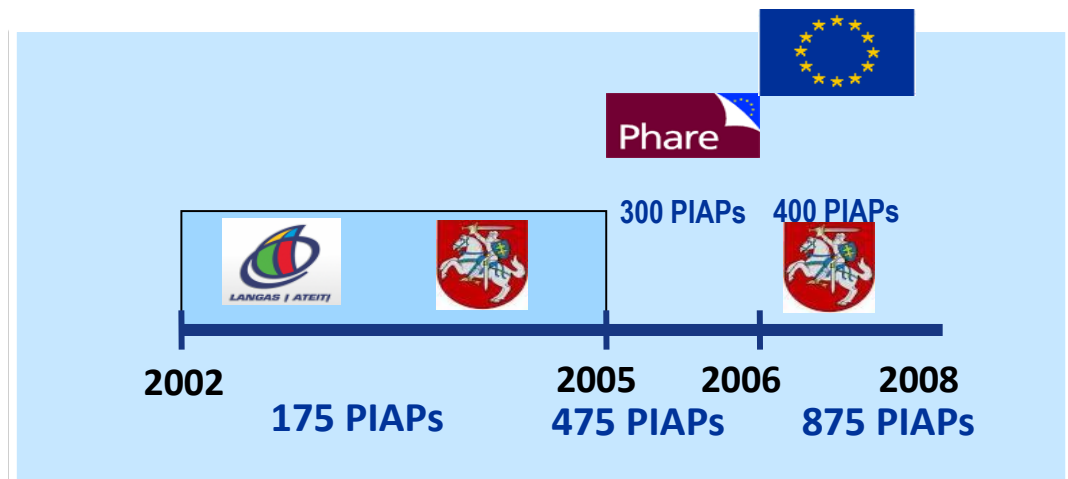 Phare
300 PIAPs 400 PIAPs
LANGAS Į ATEITĮ
2002 2005 2006 2008
175 PIAPs 475 PIAPs 875 PIAPs